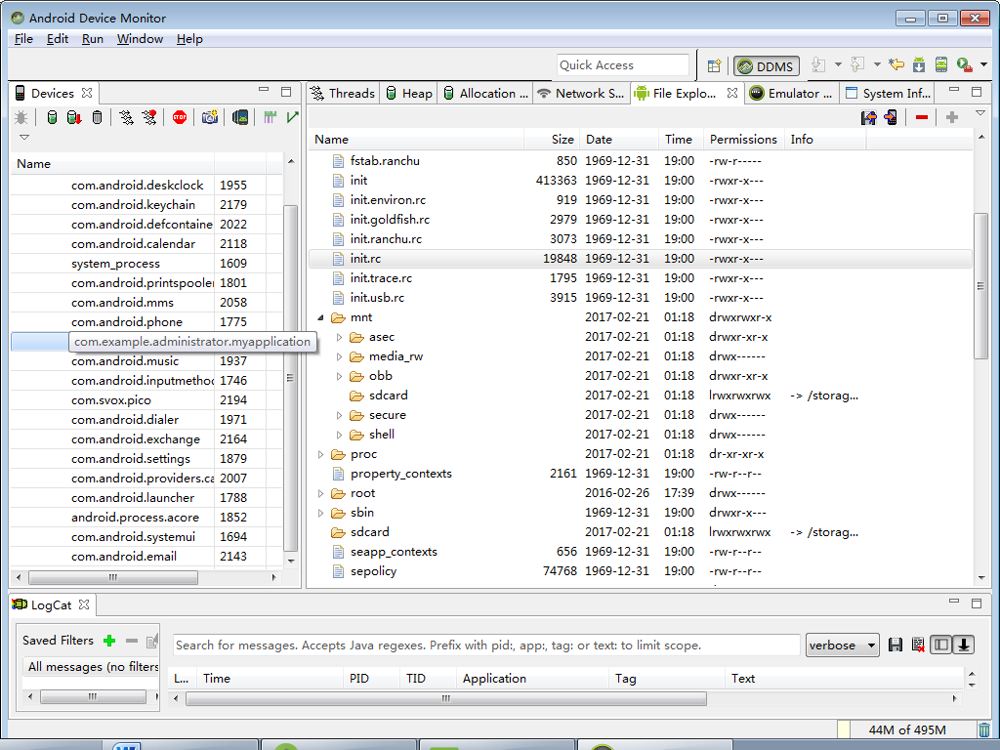 Android Device Monitor
File Edit Run Window Help
Quick Access
DDMS
Devices
Threads Heap Allocation ... Network S... File Explo... Emulator ... System Inf...
Name
com.android.deskclock 1955
com.android.keychain 2179
com.android.defcontaine 2022
com.android.calendar 2118
system_process 1609
com.android.printspooler 1801
com.android.mms 2058
com.android.phone 1775
com.example.administrator.myapplication
com.android.music 1937
com.android.inputmethod 1746
com.svox.pico 2194
com.android.dialer 1971
com.android.exchange 2164
com.android.settings 1879
com.android.providers.ca 2007
com.android.launcher 1788
android.process.acore 1852
com.android.systemui 1694
com.android.email 2143
Name Size Date Time Permissions Info
fstab.ranchu 850 1969-12-31 19:00 -rw-r-----
init 413363 1969-12-31 19:00 -rwxr-x---
init.environ.rc 919 1969-12-31 19:00 -rwxr-x---
init.goldfish.rc 2979 1969-12-31 19:00 -rwxr-x---
init.ranchu.rc 3073 1969-12-31 19:00 -rwxr-x---
init.rc 19848 1969-12-31 19:00 -rwxr-x---
init.trace.rc 1795 1969-12-31 19:00 -rwxr-x---
init.usb.rc 3915 1969-12-31 19:00 -rwxr-x---
mnt 2017-02-21 01:18 drwxrwxr-x
asec 2017-02-21 01:18 drwxr-xr-x
media_rw 2017-02-21 01:18 drwx------
obb 2017-02-21 01:18 drwxr-xr-x
sdcard 2017-02-21 01:18 lrwxrwxrwx -> /storag...
secure 2017-02-21 01:18 drwx------
shell 2017-02-21 01:18 drwx------
proc 2017-02-21 01:18 dr-xr-xr-x
property_contexts 2161 1969-12-31 19:00 -rw-r--r--
root 2016-02-26 17:39 drwx------
sbin 1969-12-31 19:00 drwxr-x---
sdcard 2017-02-21 01:18 lrwxrwxrwx -> /storag...
seapp_contexts 656 1969-12-31 19:00 -rw-r--r--
sepolicy 74768 1969-12-31 19:00 -rw-r--r--
LogCat
Saved Filters
All messages (no filters
Search for messages. Accepts Java regexes. Prefix with pid:, app:, tag: or text: to limit scope.
verbose
L... Time PID TID Application Tag Text
44M of 495M